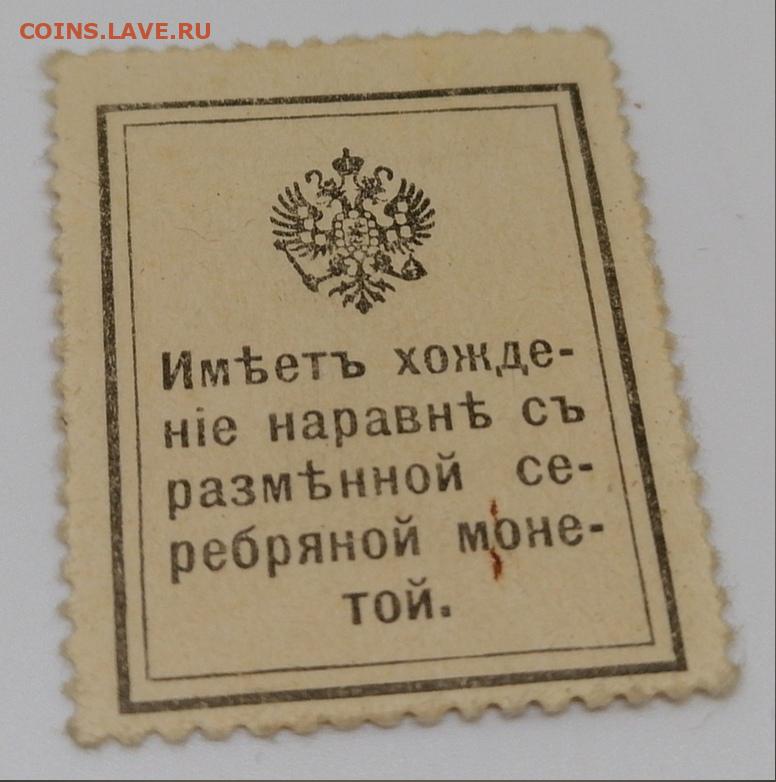 COINS.LAVE.RU
Имѣетъ хожде-
ніе наравнѣ съ
размѣнной се-
ребряной моне-
той.